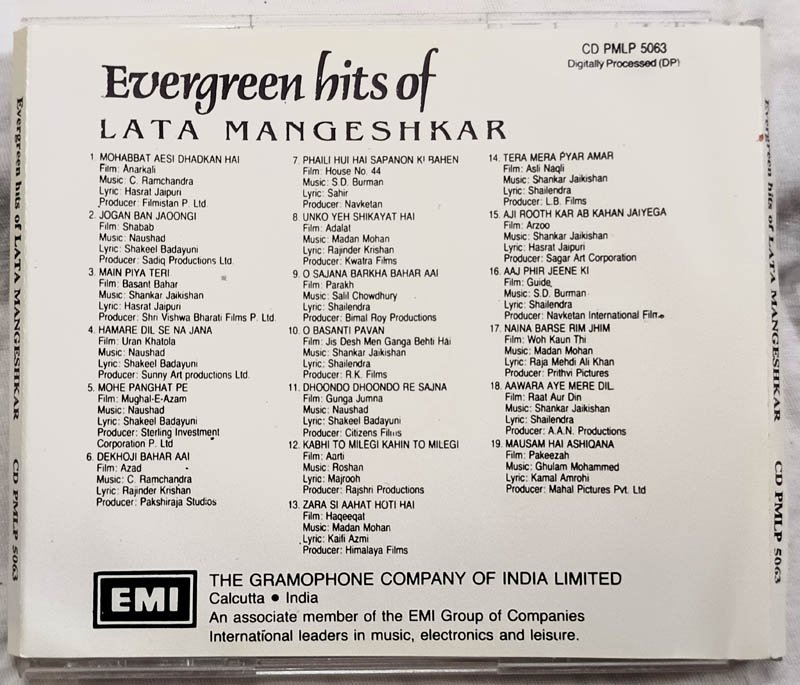 CD PMLP 5063
Digitally Processed (DP)
Evergreen hits of
LATA MANGESHKAR
1 MOHABBAT AESI DHADKAN HAI
Film: Anarkali
Music: C. Ramchandra
Lyric: Hasrat Jaipuri
Producer: Filmistan P. Ltd
2. JOGAN BAN JAOONGI
Film: Shabab
Music: Naushad
Lyric: Shakeel Badayuni
Producer: Sadiq Productions Ltd.
3. MAIN PIYA TERI
Film: Basant Bahar
Music: Shankar Jaikishan
Lyric: Hasrat Jaipuri
Producer: Shri Vishwa Bharati Films P. Ltd.
4. HAMARE DIL SE NA JANA
Film: Uran Khatola
Music: Naushad
Lyric: Shakeel Badayuni
Producer: Sunny Art productions Ltd.
5. MOHE PANGHAT PE
Film: Mughal-E-Azam
Music: Naushad
Lyric: Shakeel Badayuni
Producer: Sterling Investment
Corporation P. Ltd
6. DEKHOJI BAHAR AAI
Film: Azad
Music: C. Ramchandra
Lyric: Rajinder Krishan
Producer: Pakshiraja Studios
7. PHAILI HUI HAI SAPANON KI BAHEN
Film: House No. 44
Music: S.D. Burman
Lyric: Sahir
Producer: Navketan
8. UNKO YEH SHIKAYAT HAI
Film: Adalat
Music: Madan Mohan
Lyric: Rajinder Krishan
Producer: Kwatra Films
9. O SAJANA BARKHA BAHAR AAI
Film: Parakh
Music: Salil Chowdhury
Lyric: Shailendra
Producer: Bimal Roy Productions
10. O BASANTI PAVAN
Film: Jis Desh Men Ganga Behti Hai
Music: Shankar Jaikishan
Lyric: Shailendra
Producer: R.K. Films
11. DHOONDO DHOONDO RE SAJNA
Film: Gunga Jumna
Music: Naushad
Lyric: Shakeel Badayuni
Producer: Citizens Films
12. KABHI TO MILEGI KAHIN TO MILEGI
Film: Aarti
Music: Roshan
Lyric: Majrooh
Producer: Rajshri Productions
13. ZARA SI AAHAT HOTI HAI
Film: Haqeeqat
Music: Madan Mohan
Lyric: Kaifi Azmi
Producer: Himalaya Films
14. TERA MERA PYAR AMAR
Film: Asli Naqli
Music: Shankar Jaikishan
Lyric: Shailendra
Producer: L.B. Films
15. AJI ROOTH KAR AB KAHAN JAIYEGA
Film: Arzoo
Music: Shankar Jaikishan
Lyric: Hasrat Jaipuri
Producer: Sagar Art Corporation
16. AAJ PHIR JEENE KI
Film: Guide
Music: S.D. Burman
Lyric: Shailendra
Producer: Navketan International Films
17. NAINA BARSE RIM JHIM
Film: Woh Kaun Thi
Music: Madan Mohan
Lyric: Raja Mehdi Ali Khan
Producer: Prithvi Pictures
18. AAWARA AYE MERE DIL
Film: Raat Aur Din
Music: Shankar Jaikishan
Lyric: Shailendra
Producer: A.A.N. Productions
19. MAUSAM HAI ASHIQANA
Film: Pakeezah
Music: Ghulam Mohammed
Lyric: Kamal Amrohi
Producer: Mahal Pictures Pvt. Ltd
EMI
THE GRAMOPHONE COMPANY OF INDIA LIMITED
Calcutta • India
An associate member of the EMI Group of Companies
International leaders in music, electronics and leisure.
Evergreen hits of LATA MANGESHKAR CD PMLP 5063
Evergreen hits of LATA MANGESHKAR CD PMLP 5063